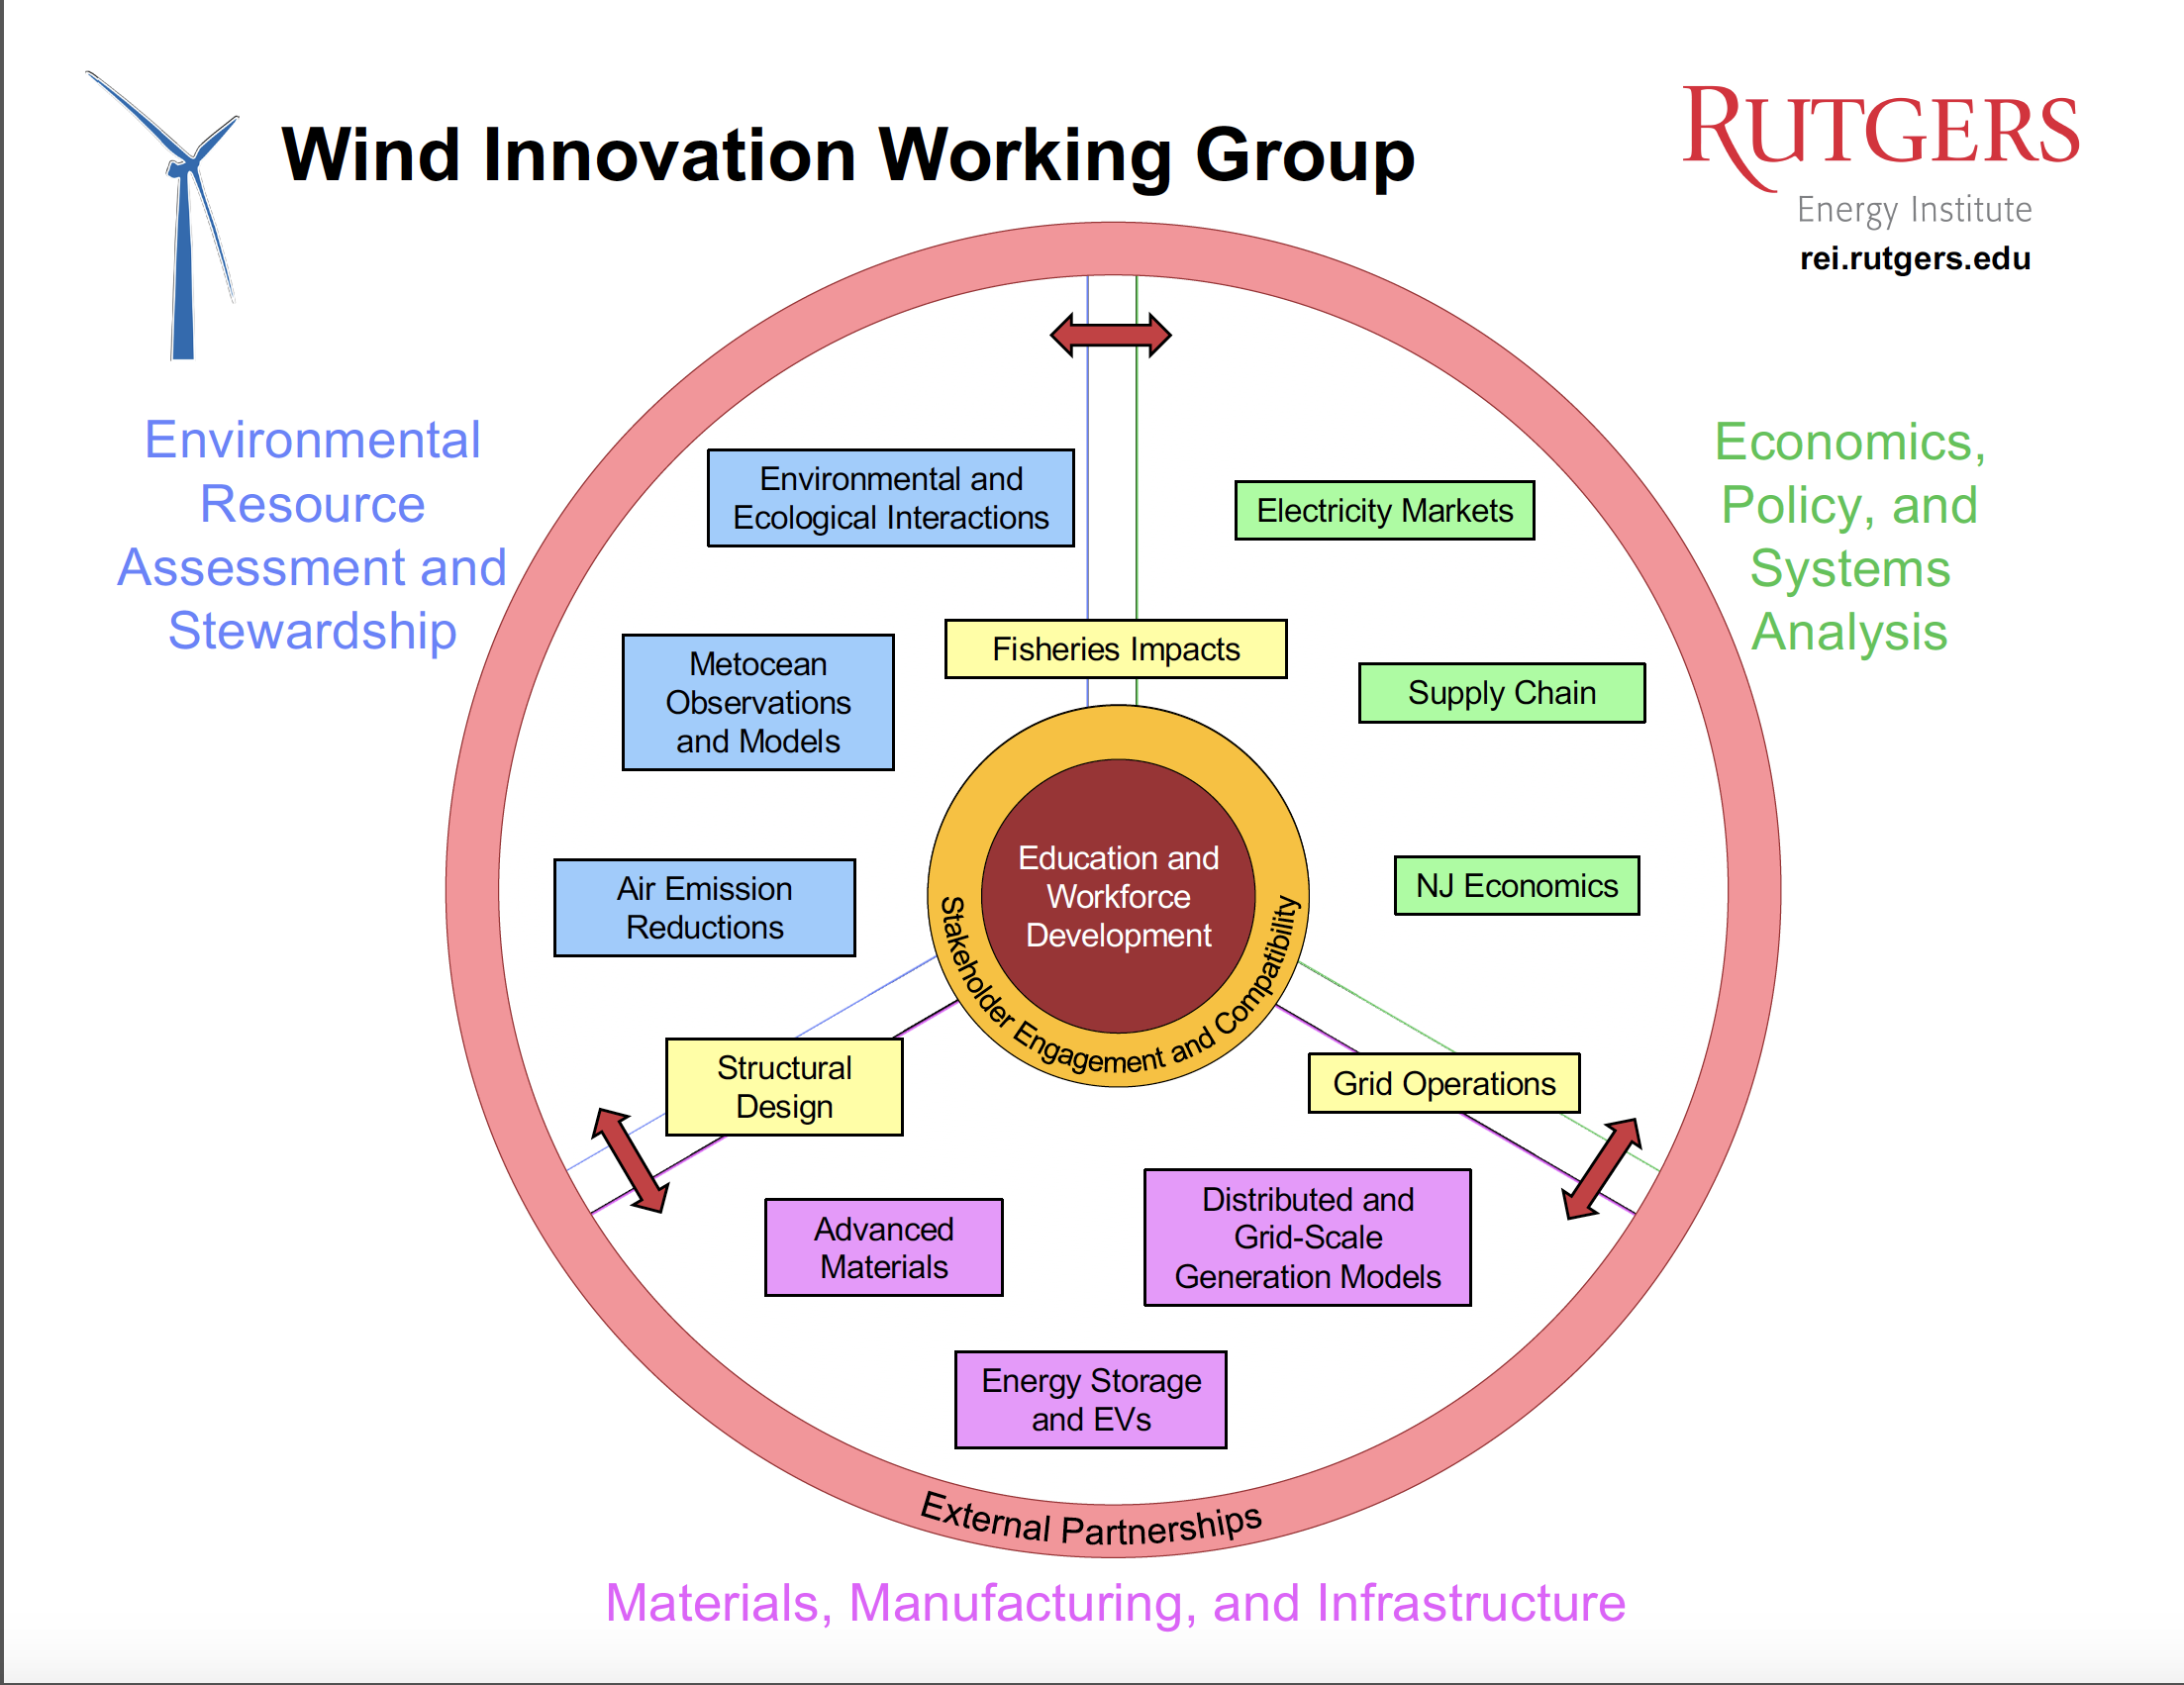 Wind Innovation Working Group
RUTGERS
Energy Institute
rei.rutgers.edu
Environmental
Resource
Assessment and
Stewardship
Economics,
Policy, and
Systems
Analysis
Environmental and
Ecological Interactions
Electricity Markets
Fisheries Impacts
Metocean
Observations
and Models
Supply Chain
Air Emission
Reductions
Education and
Workforce
Development
NJ Economics
Stakeholder Engagement and Compatibility
Structural
Design
Grid Operations
Advanced
Materials
Distributed and
Grid-Scale
Generation Models
Energy Storage
and EVs
External Partnerships
Materials, Manufacturing, and Infrastructure